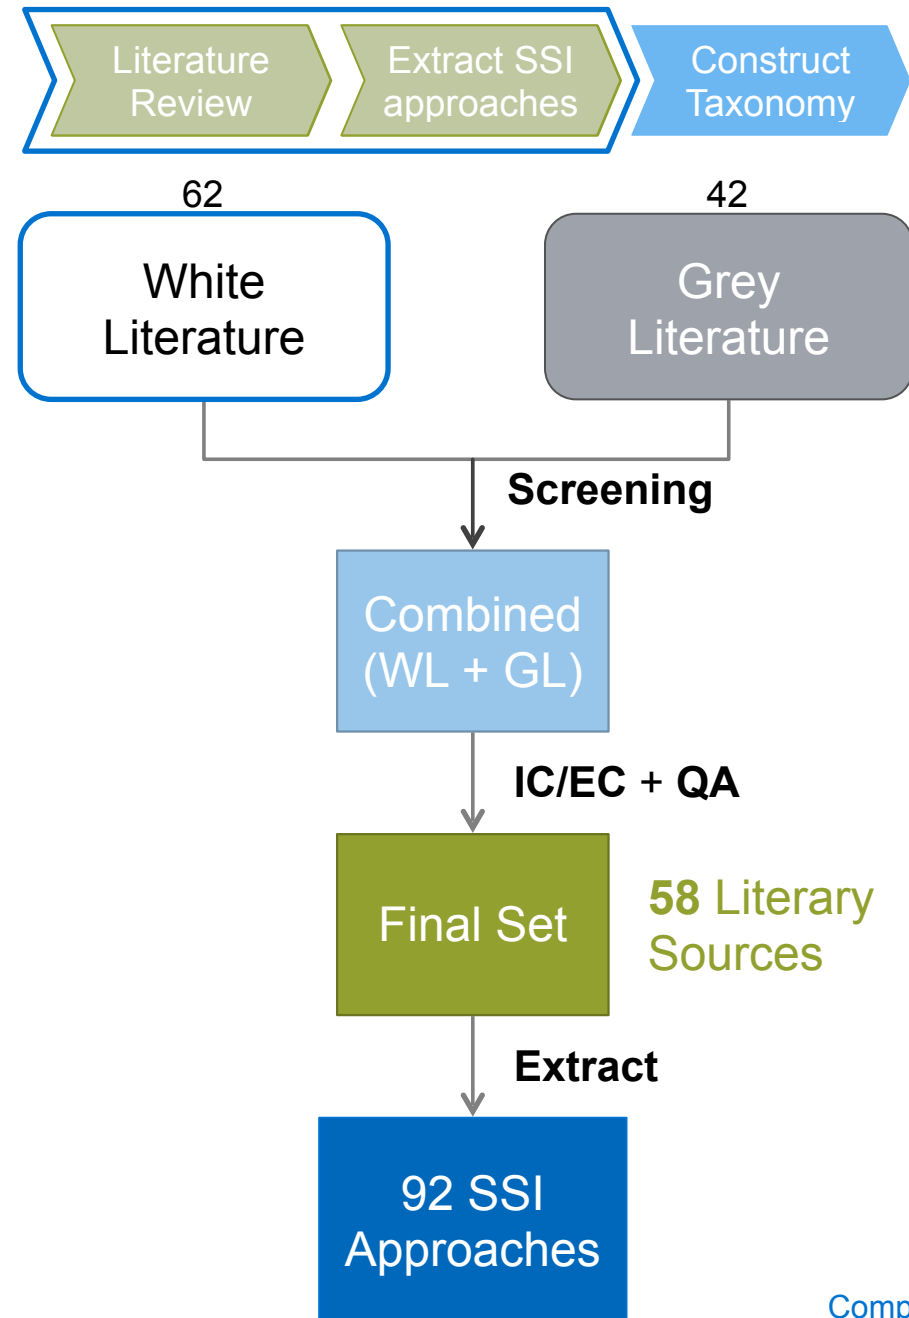 Literature
Review
Extract SSI
approaches
Construct
Taxonomy
62
42
White
Literature
Grey
Literature
Screening
Combined
(WL + GL)
IC/EC + QA
Final Set
58 Literary
Sources
Extract
92 SSI
Approaches
Comp